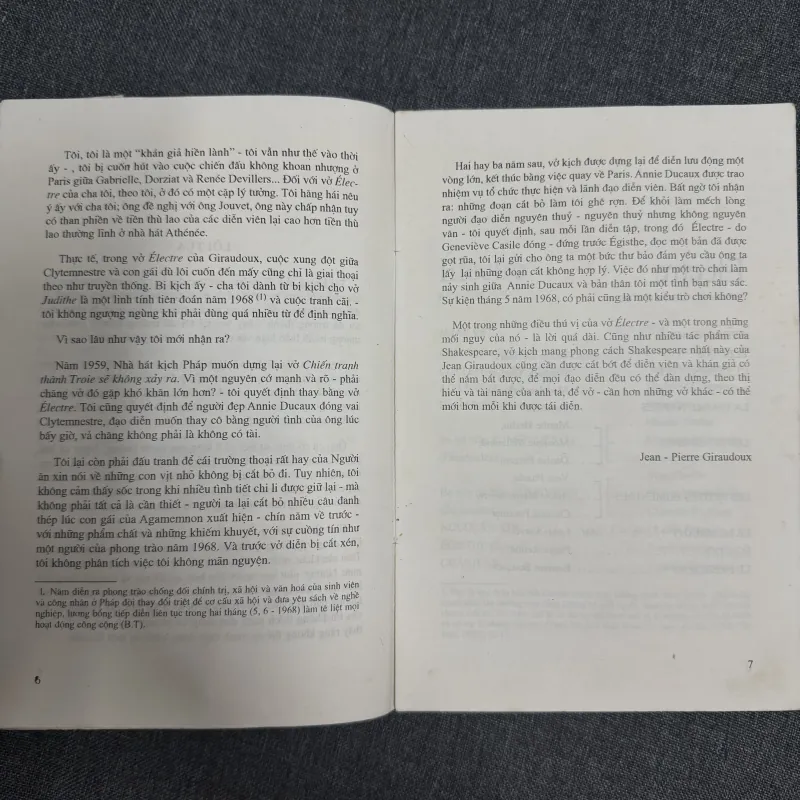 Tôi, tôi là một “khán giả hiền lành” - tôi vẫn như thế vào thời
ấy - , tôi bị cuốn hút vào cuộc chiến đấu không khoan nhượng ở
Paris giữa Gabrielle, Dorziat và Renée Devillers... Đối với vở Élec-
tre của cha tôi, theo tôi, ở đó có một cặp lý tưởng. Tôi hăng hái nêu
ý ấy với cha tôi; ông đề nghị với ông Jouvet, ông này chấp nhận tuy
có than phiền về tiền thù lao của các diễn viên lại cao hơn tiền thù
lao thường lĩnh ở nhà hát Athénée.
Thực tế, trong vở Électre của Giraudoux, cuộc xung đột giữa
Clytemnestre và con gái dù lôi cuốn đến mấy cũng chỉ là giai thoại
theo như truyền thống. Bi kịch ấy - cha tôi dành từ bi kịch cho vở
Judithe là một linh tính tiên đoán năm 1968 (1) và cuộc tranh cãi, -
tôi không ngượng ngùng khi phải dùng quá nhiều từ để định nghĩa.
Vì sao lâu như vậy tôi mới nhận ra?
Năm 1959, Nhà hát kịch Pháp muốn dựng lại vở Chiến tranh
thành Troie sẽ không xảy ra. Vì một nguyên cớ mạnh và rõ - phải
chăng vở đó gặp khó khăn lớn hơn? - tôi quyết định thay bằng vở
Électre. Tôi cũng quyết định để người đẹp Annie Ducaux đóng vai
Clytemnestre, đạo diễn muốn thay cô bằng người tình của ông lúc
bấy giờ, và chăng không phải là không có tài.
Tôi lại còn phải đấu tranh để cái trường thoại rất hay của Người
ăn xin nói về những con vịt nhỏ không bị cắt bỏ đi. Tuy nhiên, tôi
không cảm thấy sốc trong khi nhiều tình tiết chi li được giữ lại - mà
không phải tất cả là cần thiết - người ta lại cắt bỏ nhiều câu đanh
thép lúc con gái của Agamemnon xuất hiện - chín năm về trước -
với những phẩm chất và những khiếm khuyết, với sự cuồng tín như
một người của phong trào năm 1968. Và trước vở diễn bị cắt xén,
tôi không phân tích việc tôi không mãn nguyện.
1. Năm diễn ra phong trào chống đối chính trị, xã hội và văn hoá của sinh viên
và công nhân ở Pháp đòi thay đổi triệt để cơ cấu xã hội và đưa yêu sách về nghề
nghiệp, lương bổng tiếp diễn liên tục trong hai tháng (5, 6 - 1968) làm tê liệt mọi
hoạt động công cộng (B.T).
6
Hai hay ba năm sau, vở kịch được dựng lại để diễn lưu động một
vòng lớn, kết thúc bằng việc quay về Paris. Annie Ducaux được trao
nhiệm vụ tổ chức thực hiện và lãnh đạo diễn viên. Bất ngờ tôi nhận
ra: những đoạn cắt bỏ làm tôi ghê rợn. Để khỏi làm mếch lòng
người đạo diễn nguyên thuỷ - nguyên thuỷ nhưng không nguyên
văn - tôi quyết định, sau mỗi lần diễn tập, trong đó Électre - do
Geneviève Casile đóng - đứng trước Égisthe, đọc một bản đã được
gọt rũa, tôi lại gửi cho ông ta một bức thư bảo đảm yêu cầu ông ta
lấy lại những đoạn cắt không hợp lý. Việc đó như một trò chơi làm
nảy sinh giữa Annie Ducaux và bản thân tôi một tình bạn sâu sắc.
Sự kiện tháng 5 năm 1968, có phải cũng là một kiểu trò chơi không?
Một trong những điều thú vị của vở Électre - và một trong những
mối nguy của nó - là lời quá dài. Cũng như nhiều tác phẩm của
Shakespeare, vở kịch mang phong cách Shakespeare nhất này của
Jean Giraudoux cũng cần được cắt bớt để diễn viên và khán giả có
thể nắm bắt được, để mọi đạo diễn đều có thể dàn dựng, theo thị
hiếu và tài năng của anh ta, để vở - cần hơn những vở khác - có thể
mới hơn mỗi khi được tái diễn.
Jean - Pierre Giraudoux
7